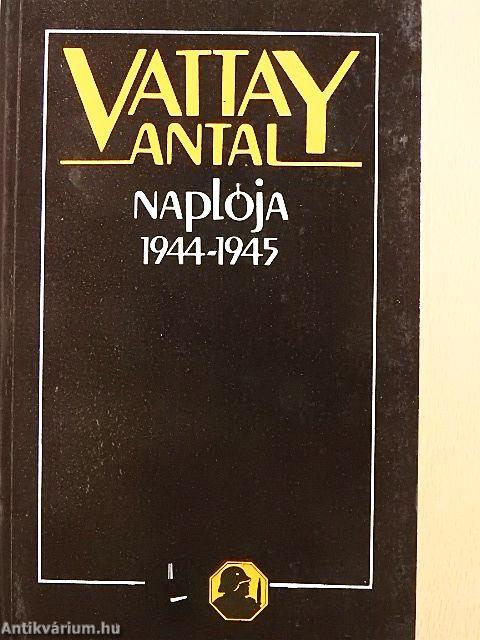 VATTAY
ANTAL
NAplója
1944-1945
Antikvárium.hu